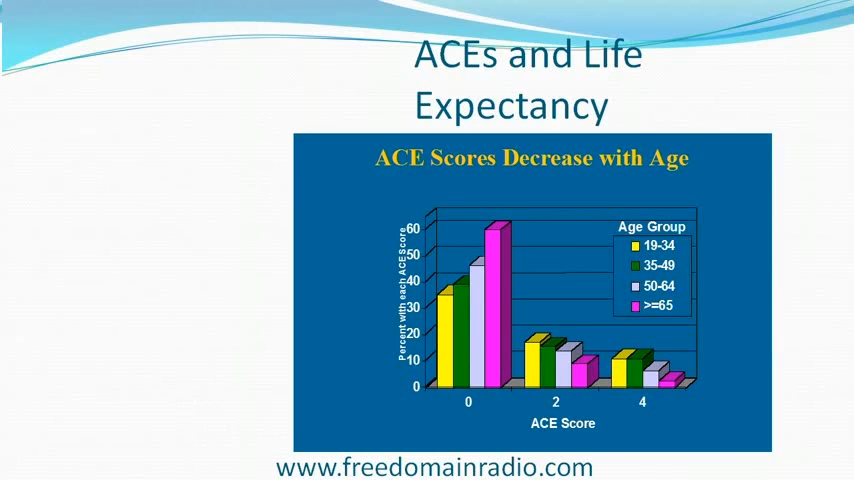 ACEs and Life
Expectancy
ACE Scores Decrease with Age
Percent with each ACE Score
60
50
40
30
20
10
0
Age Group
19-34
35-49
50-64
>=65
0 2 4
ACE Score
www.freedomainradio.com